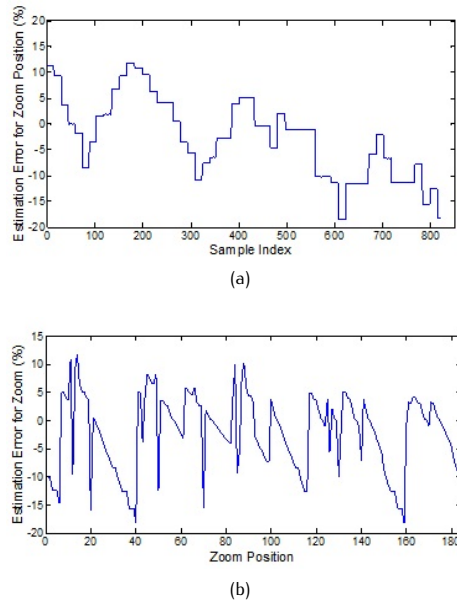 Estimation Error for Zoom Position (%)
20
15
10
5
0
-5
-10
-15
-20
0 100 200 300 400 500 600 700 800
Sample Index
(a)
Estimation Error for Zoom (%)
15
10
5
0
-5
-10
-15
-20
0 20 40 60 80 100 120 140 160 180
Zoom Position
(b)